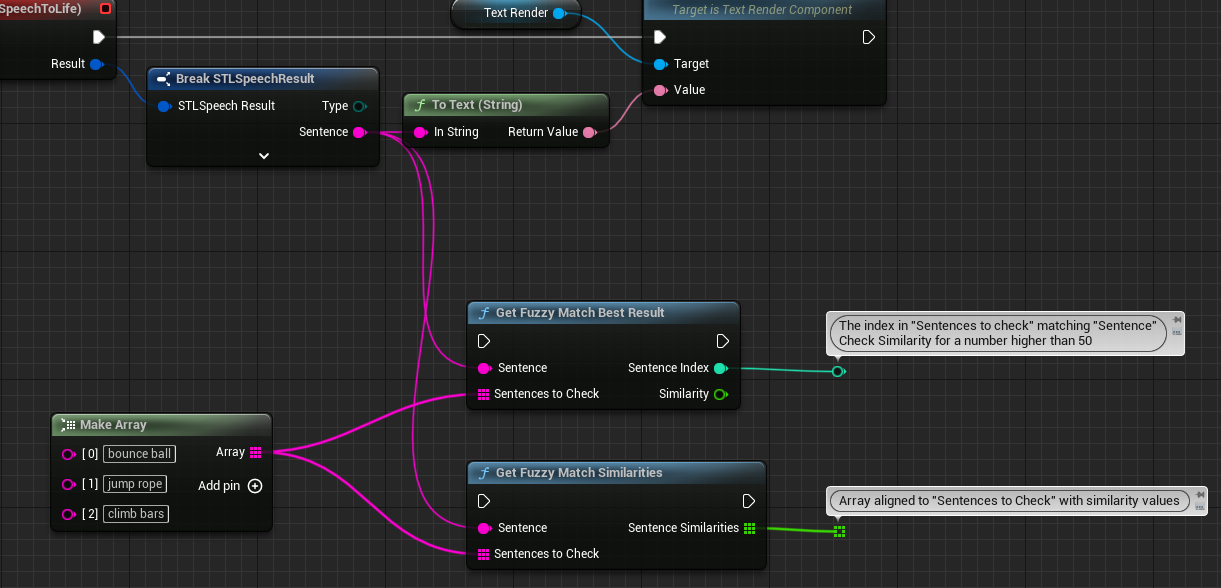 SpeechToLife)
Result
Text Render
Target is Text Render Component
Target
Value
Break STLSpeechResult
STLSpeech Result
Type
Sentence
f To Text (String)
In String
Return Value
f Get Fuzzy Match Best Result
Sentence
Sentence Index
Sentences to Check
Similarity
The index in "Sentences to check" matching "Sentence"
Check Similarity for a number higher than 50
Make Array
[0] bounce ball
Array
[1] jump rope
Add pin
[2] climb bars
f Get Fuzzy Match Similarities
Sentence
Sentence Similarities
Sentences to Check
Array aligned to "Sentences to Check" with similarity values